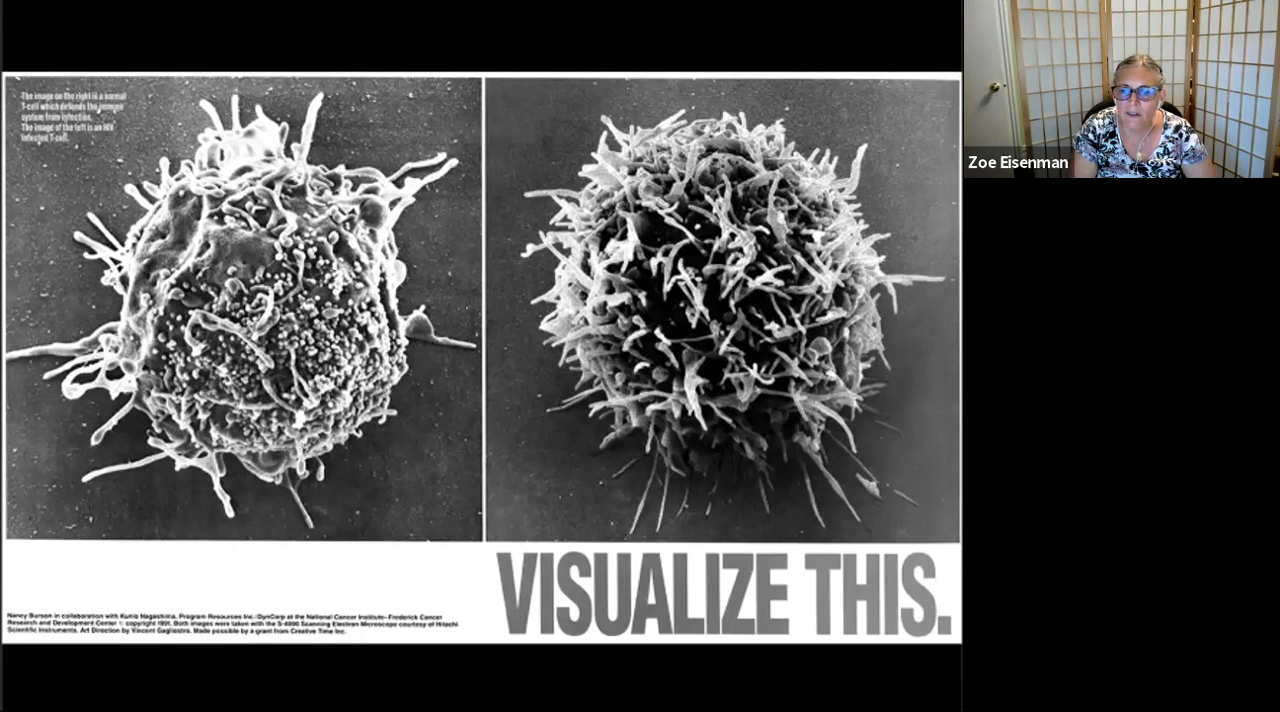 The image on the right is a normal
T-cell which defends the immune
system from infection.
The image of the left is an HIV
infected T-cell.
Zoe Eisenman
VISUALIZE THIS.
Nancy Burson in collaboration with Kunio Nagashima, Program Resources Inc./DynCorp at the National Cancer Institute-Frederick Cancer
Research and Development Center © copyright 1991. Both images were taken with the S-4000 Scanning Electron Microscope courtesy of Hitachi
Scientific Instruments. Art Direction by Vincent Gagliostro. Made possible by a grant from Creative Time Inc.